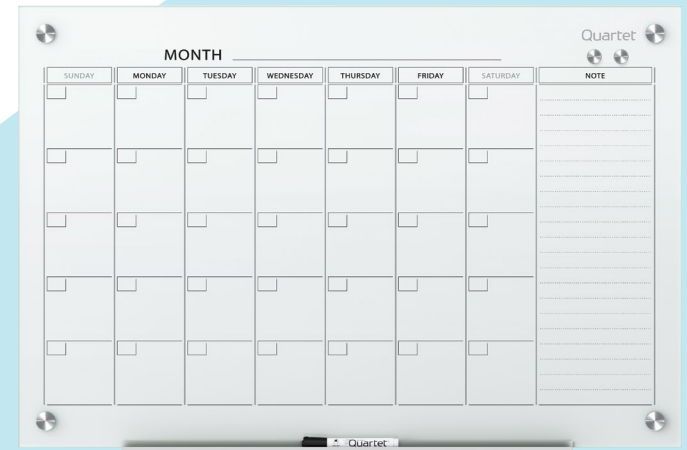 Quartet
MONTH
SUNDAY MONDAY TUESDAY WEDNESDAY THURSDAY FRIDAY SATURDAY NOTE
Quartet